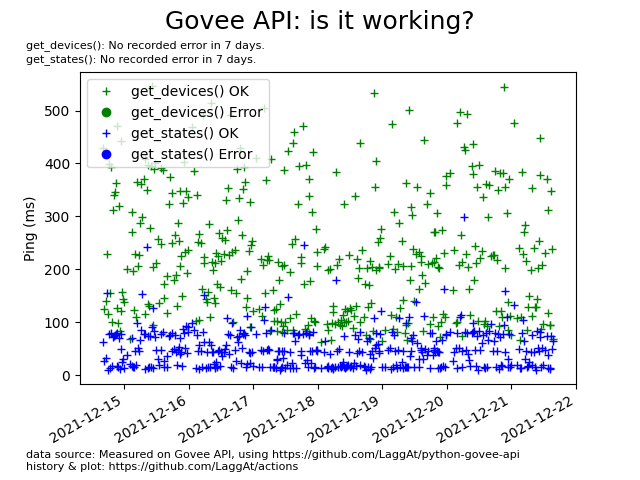 Govee API: is it working?
get_devices(): No recorded error in 7 days.
get_states(): No recorded error in 7 days.
get_devices() OK
get_devices() Error
get_states() OK
get_states() Error
Ping (ms)
500
400
300
200
100
0
2021-12-15
2021-12-16
2021-12-17
2021-12-18
2021-12-19
2021-12-20
2021-12-21
2021-12-22
data source: Measured on Govee API, using https://github.com/LaggAt/python-govee-api
history & plot: https://github.com/LaggAt/actions